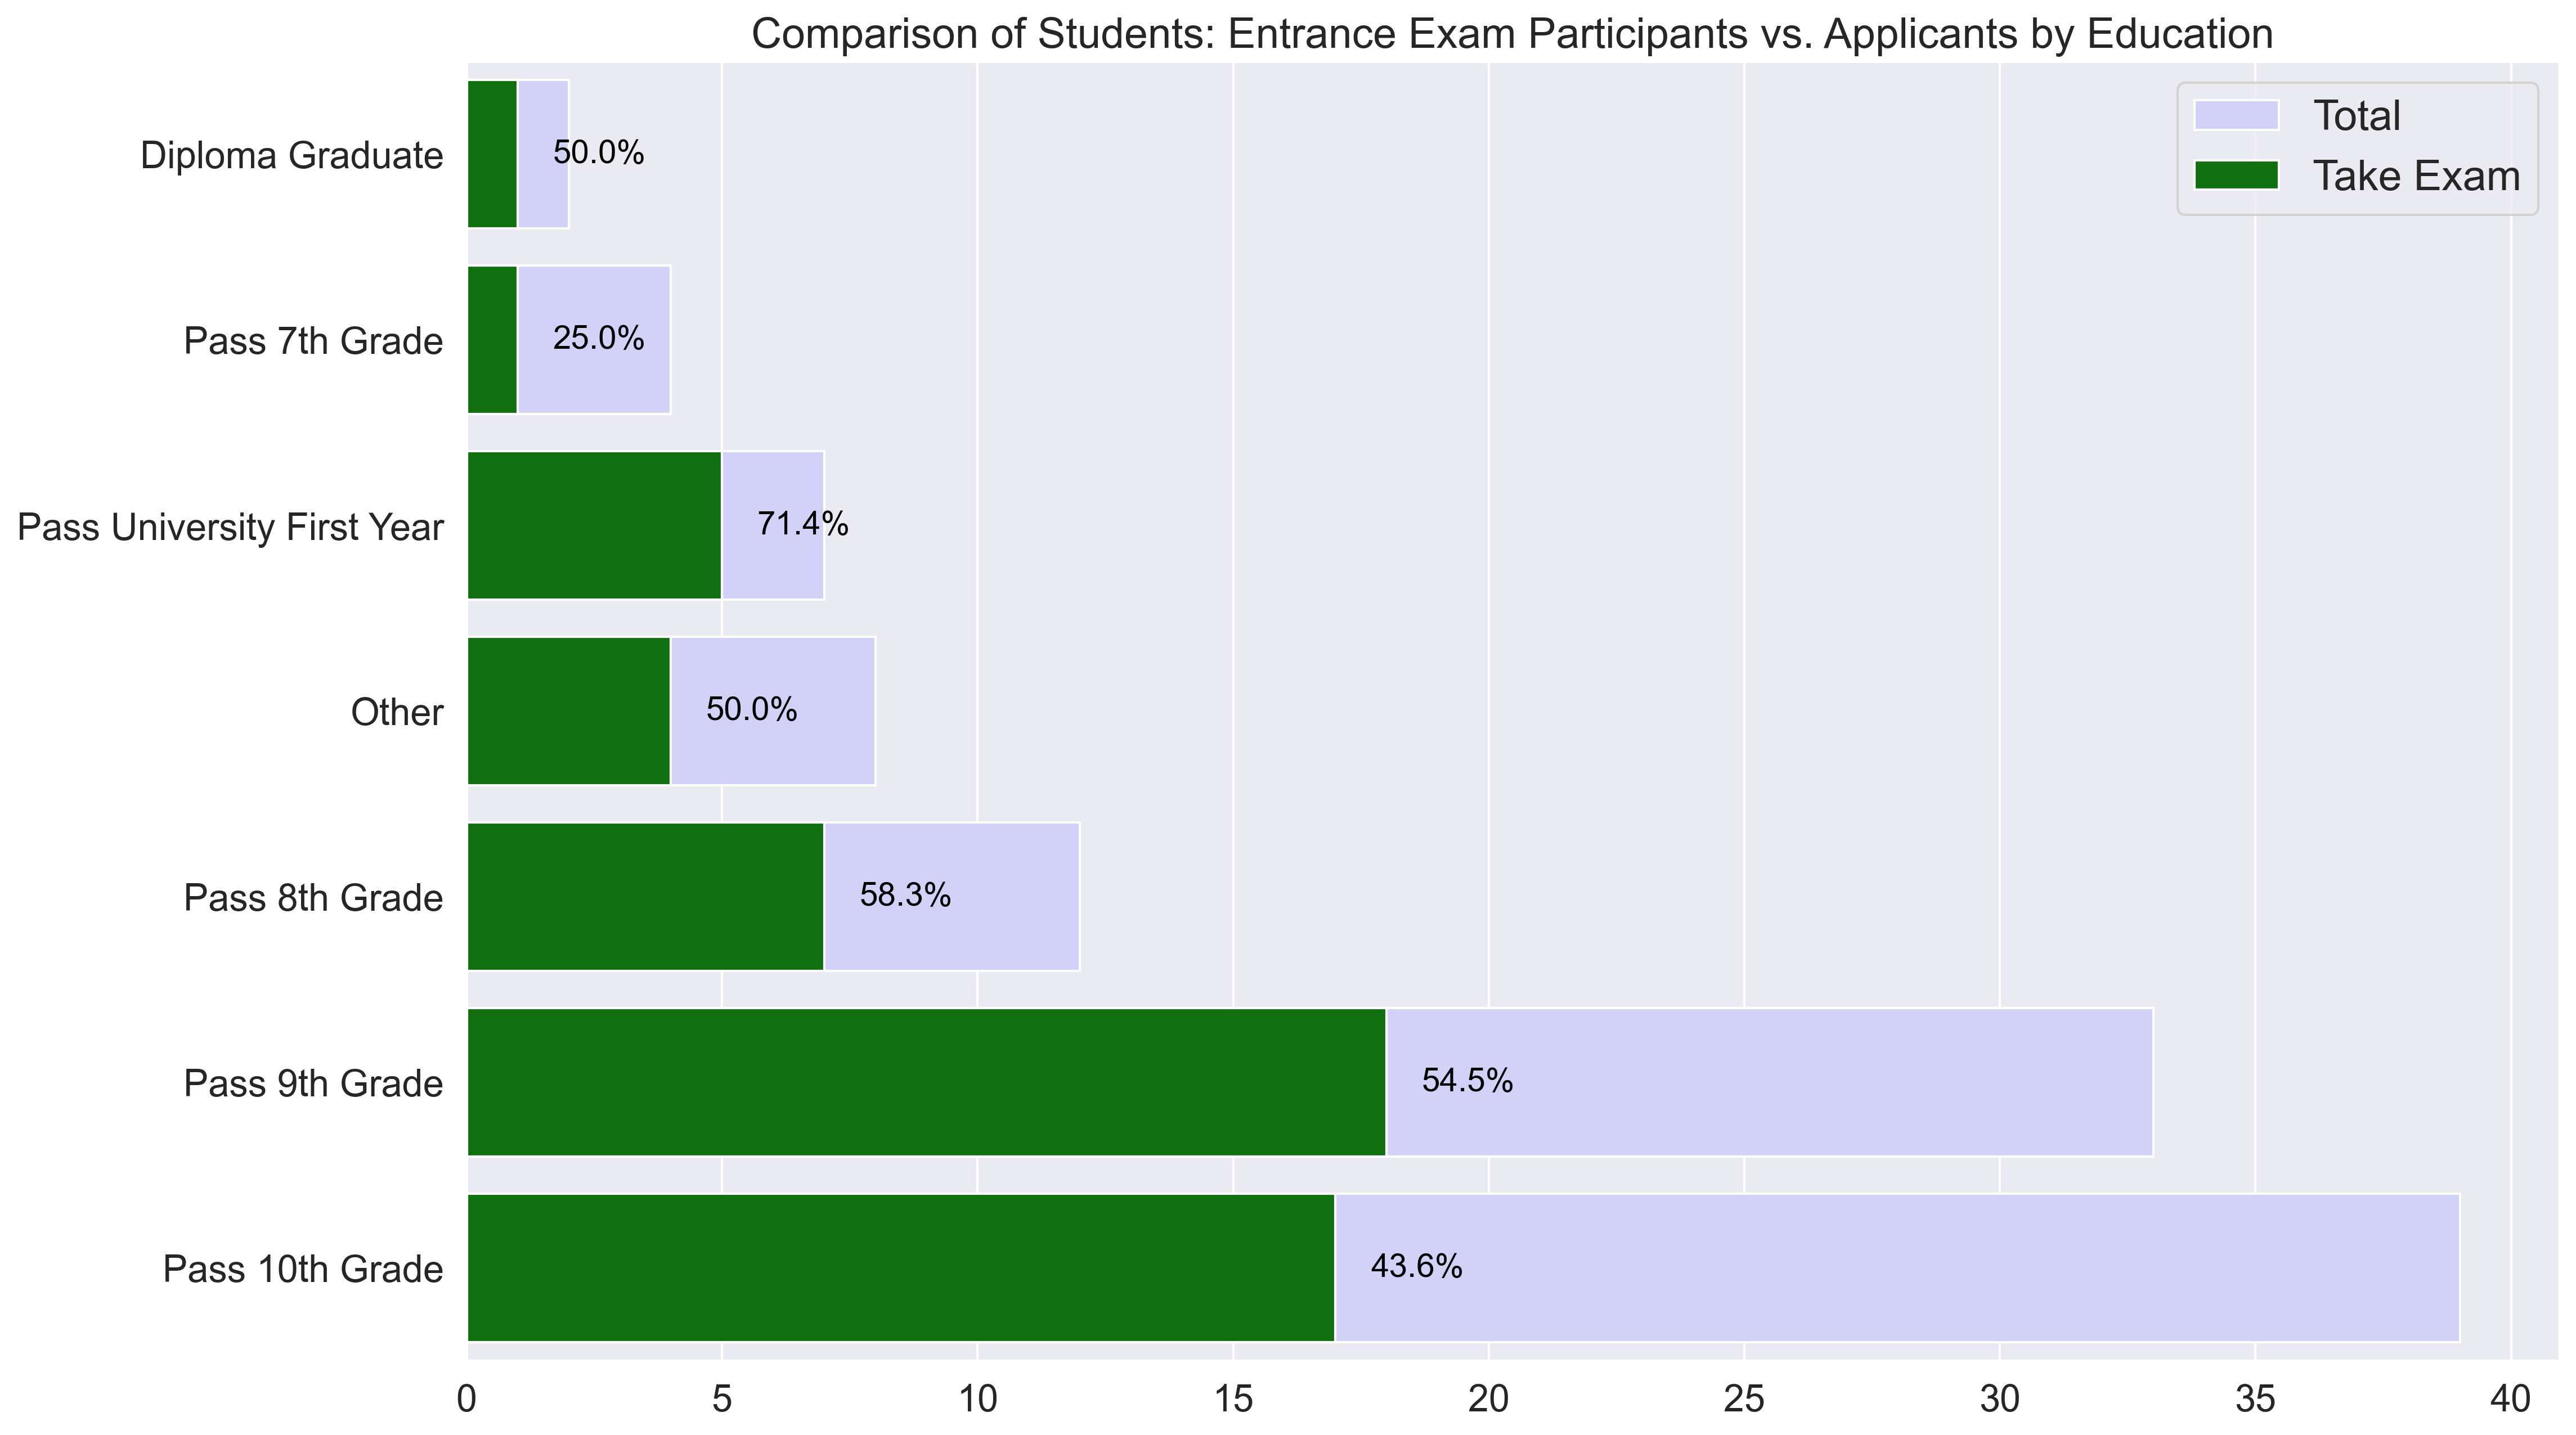 Comparison of Students: Entrance Exam Participants vs. Applicants by Education
Total
Take Exam
Diploma Graduate
50.0%
Pass 7th Grade
25.0%
Pass University First Year
71.4%
Other
50.0%
Pass 8th Grade
58.3%
Pass 9th Grade
54.5%
Pass 10th Grade
43.6%
0 5 10 15 20 25 30 35 40